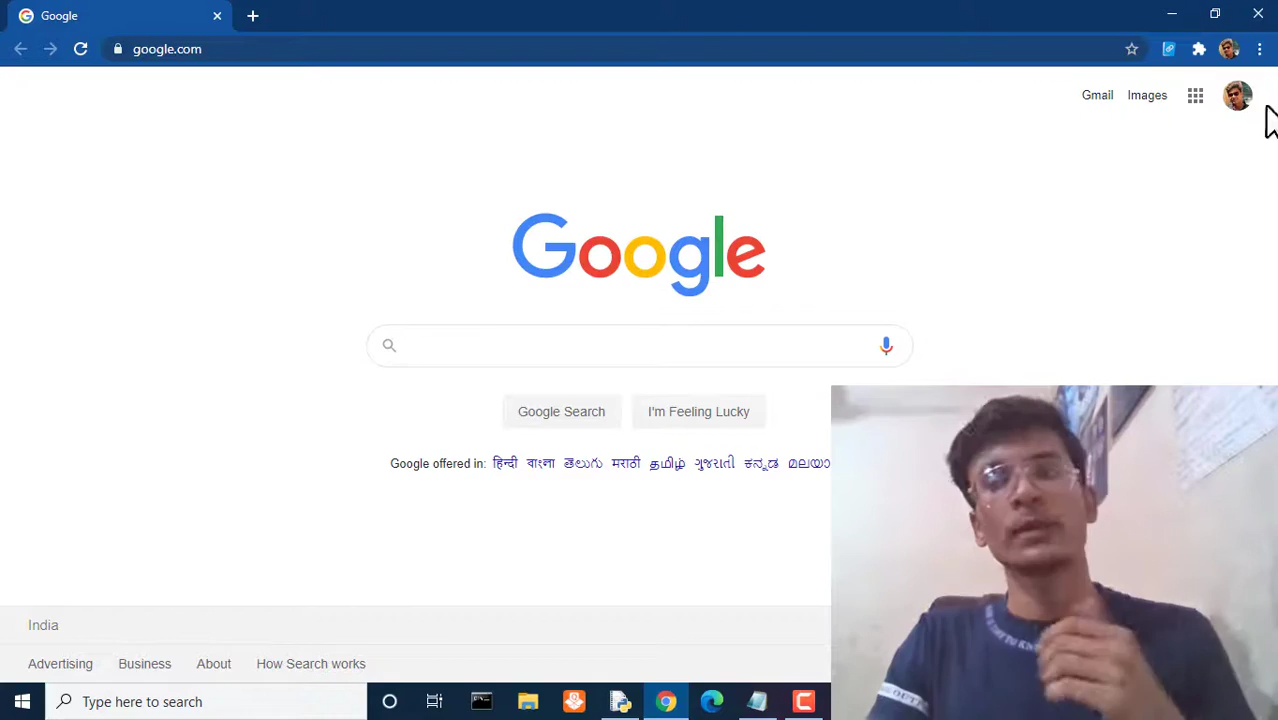 Google
google.com
Gmail Images
Google
Google Search I'm Feeling Lucky
Google offered in: हिन्दी বাংলা తెలుగు मराठी தமிழ் ગુજરાતી ಕನ್ನಡ മലയാ
India
Advertising Business About How Search works
Type here to search